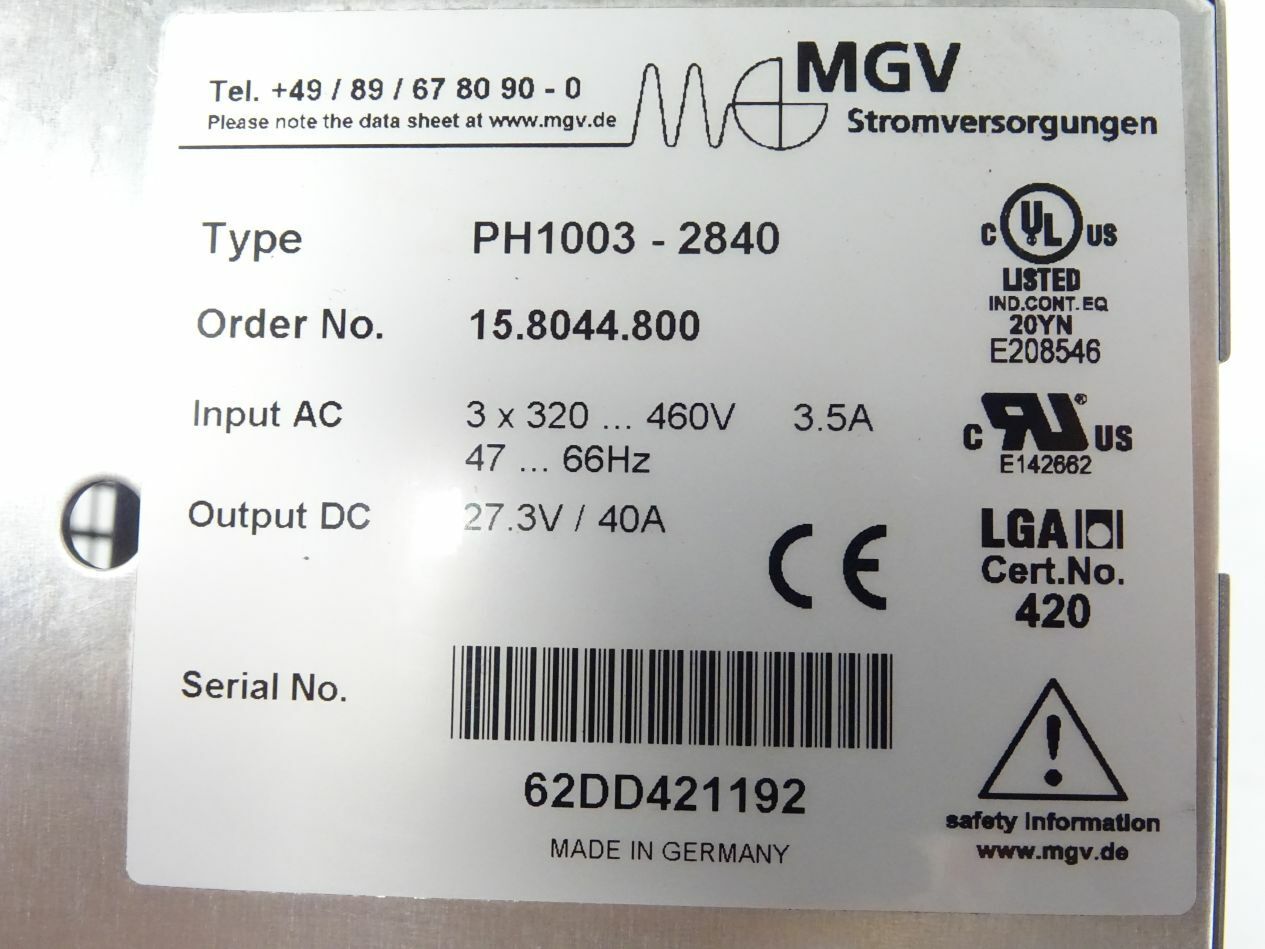 Tel. +49 / 89 / 67 80 90 - 0
Please note the data sheet at www.mgv.de
MGV
Stromversorgungen
Type PH1003 - 2840
Order No. 15.8044.800
Input AC 3 x 320 ... 460V 3.5A
47 ... 66Hz
Output DC 27.3V / 40A
CE
Serial No.
62DD421192
MADE IN GERMANY
C UL US
LISTED
IND.CONT.EQ
20YN
E208546
C RU® US
E142662
LGA
Cert.No.
420
!
safety Information
www.mgv.de